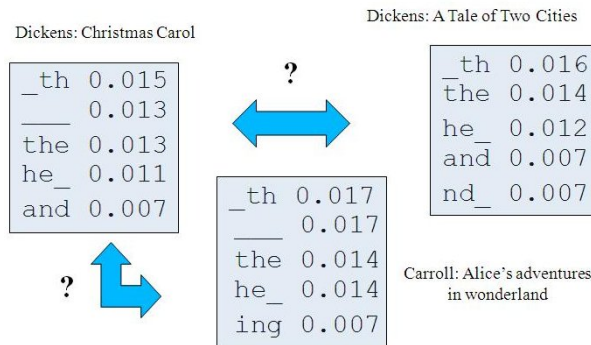 Dickens: Christmas Carol
_th 0.015
___ 0.013
the 0.013
he_ 0.011
and 0.007
?
Dickens: A Tale of Two Cities
_th 0.016
the 0.014
he_ 0.012
and 0.007
nd_ 0.007
?
_th 0.017
___ 0.017
the 0.014
he_ 0.014
ing 0.007
Carroll: Alice's adventures
in wonderland